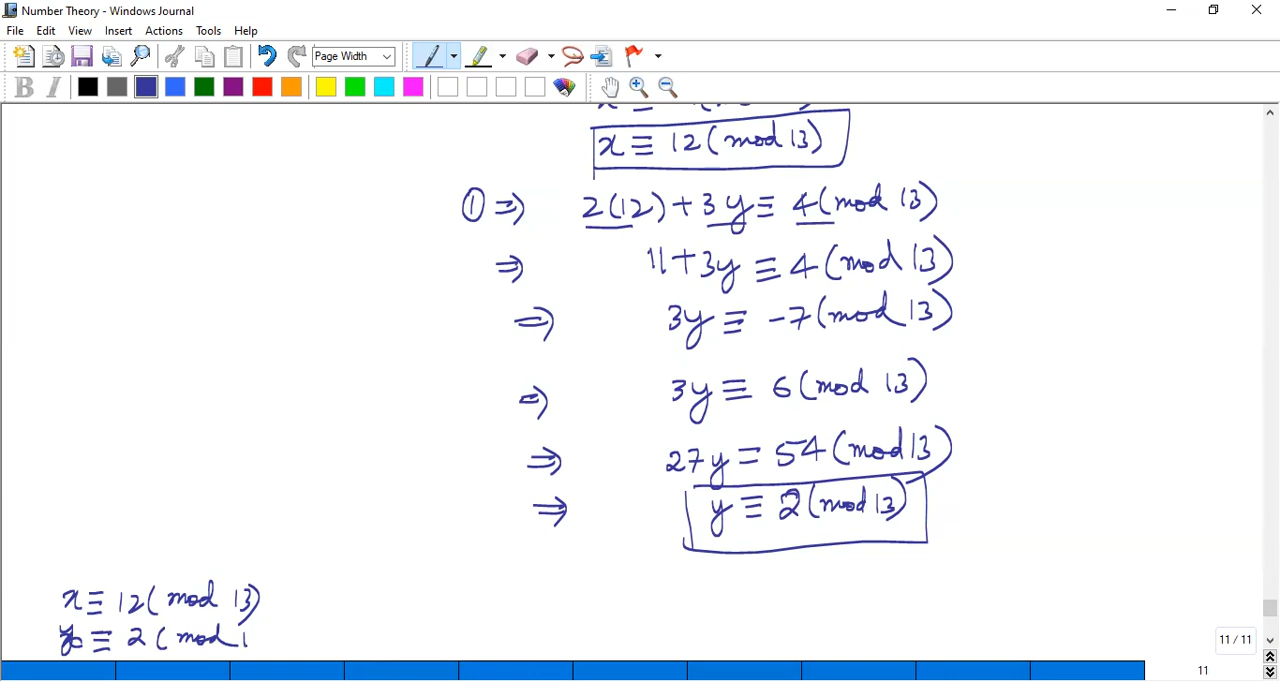 Number Theory - Windows Journal
File Edit View Insert Actions Tools Help
Page Width
B I
x ≡ 12 (mod 13)
① ⇒ 2(12) + 3y ≡ 4 (mod 13)
⇒ 11 + 3y ≡ 4 (mod 13)
⇒ 3y ≡ -7 (mod 13)
⇒ 3y ≡ 6 (mod 13)
⇒ 27y ≡ 54 (mod 13)
⇒ y ≡ 2 (mod 13)
x ≡ 12 (mod 13)
y ≡ 2 (mod 1
11 / 11
11